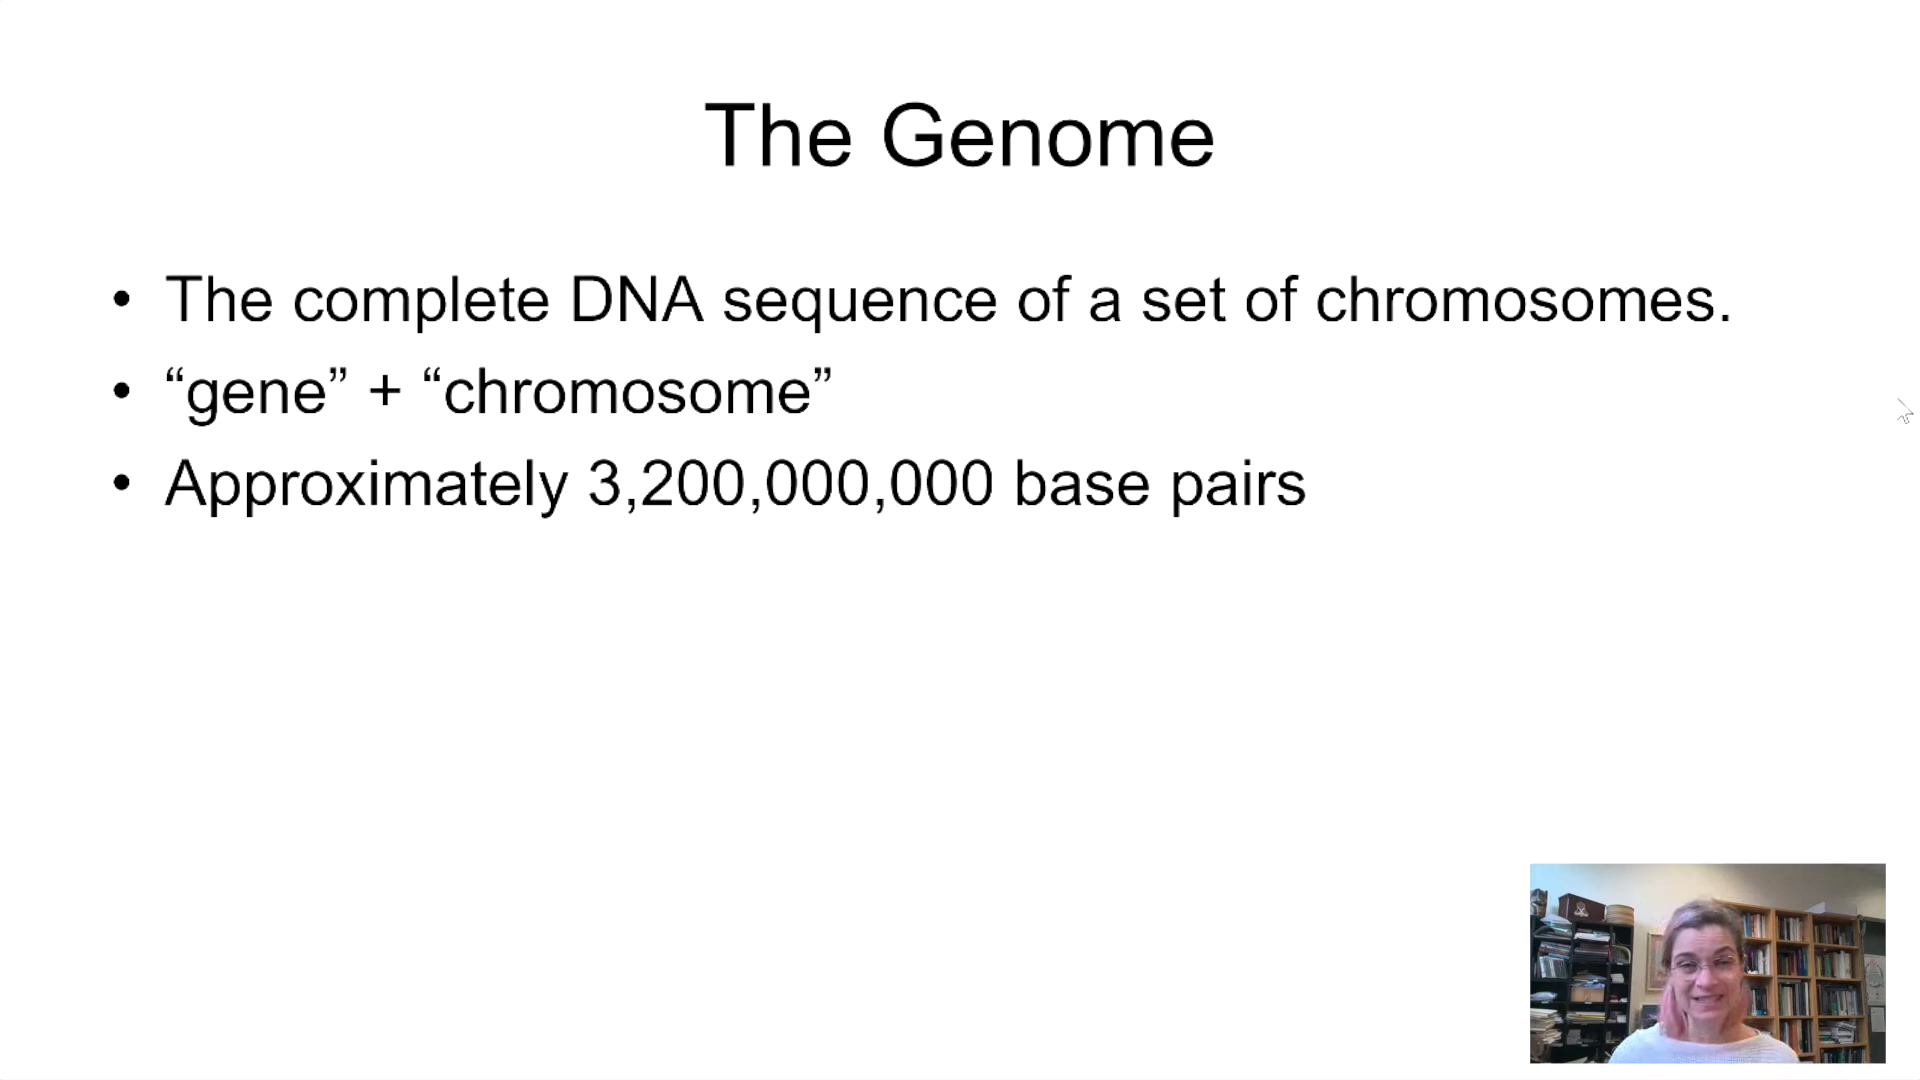 The Genome
• The complete DNA sequence of a set of chromosomes.
• “gene” + “chromosome”
• Approximately 3,200,000,000 base pairs